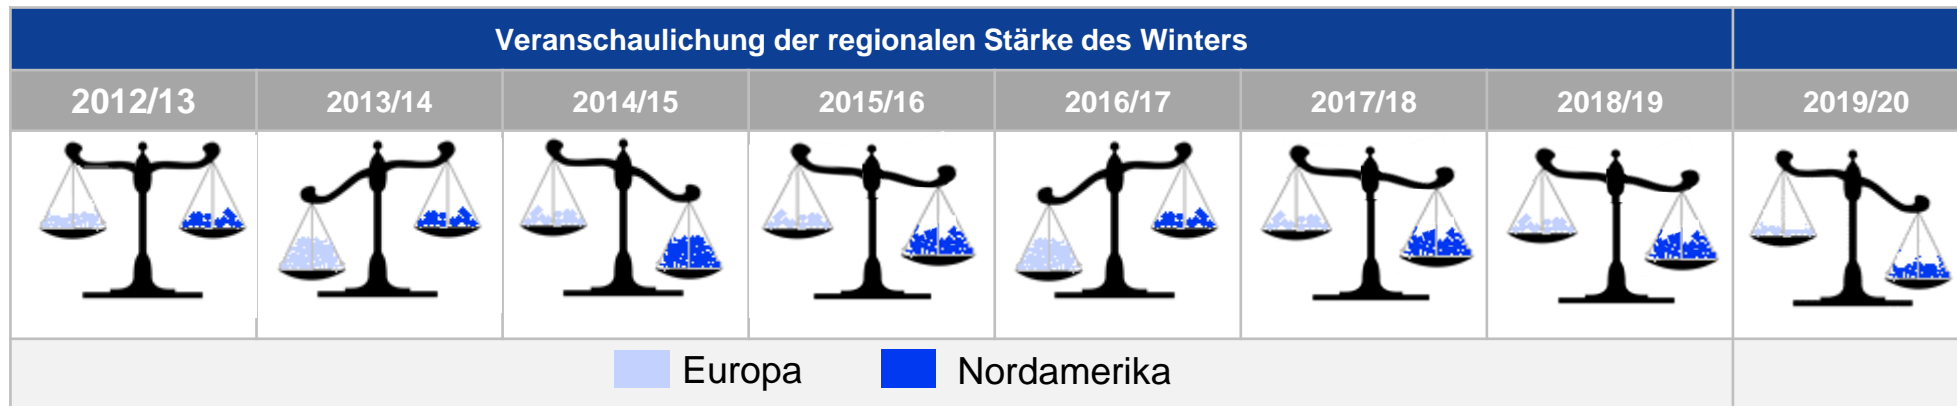 Veranschaulichung der regionalen Stärke des Winters
2012/13 2013/14 2014/15 2015/16 2016/17 2017/18 2018/19 2019/20
Europa Nordamerika